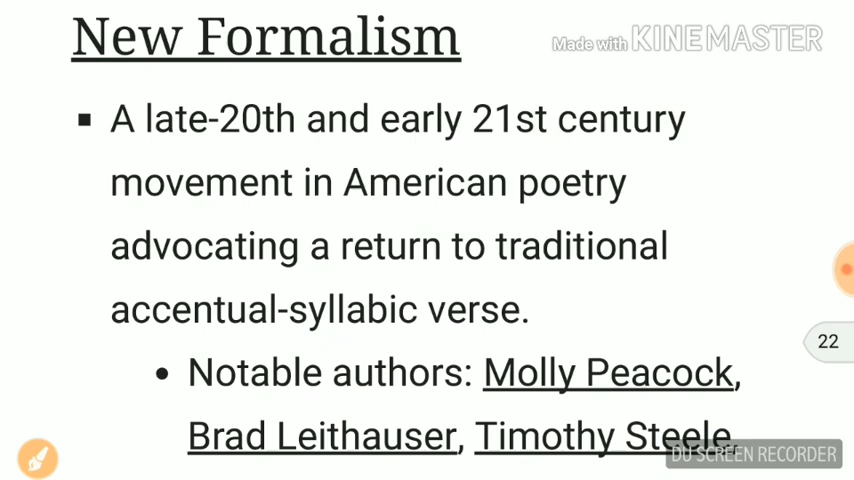 New Formalism
Made with KINEMASTER
▪ A late-20th and early 21st century
movement in American poetry
advocating a return to traditional
accentual-syllabic verse.
22
• Notable authors: Molly Peacock,
Brad Leithauser, Timothy Steele,
DU SCREEN RECORDER